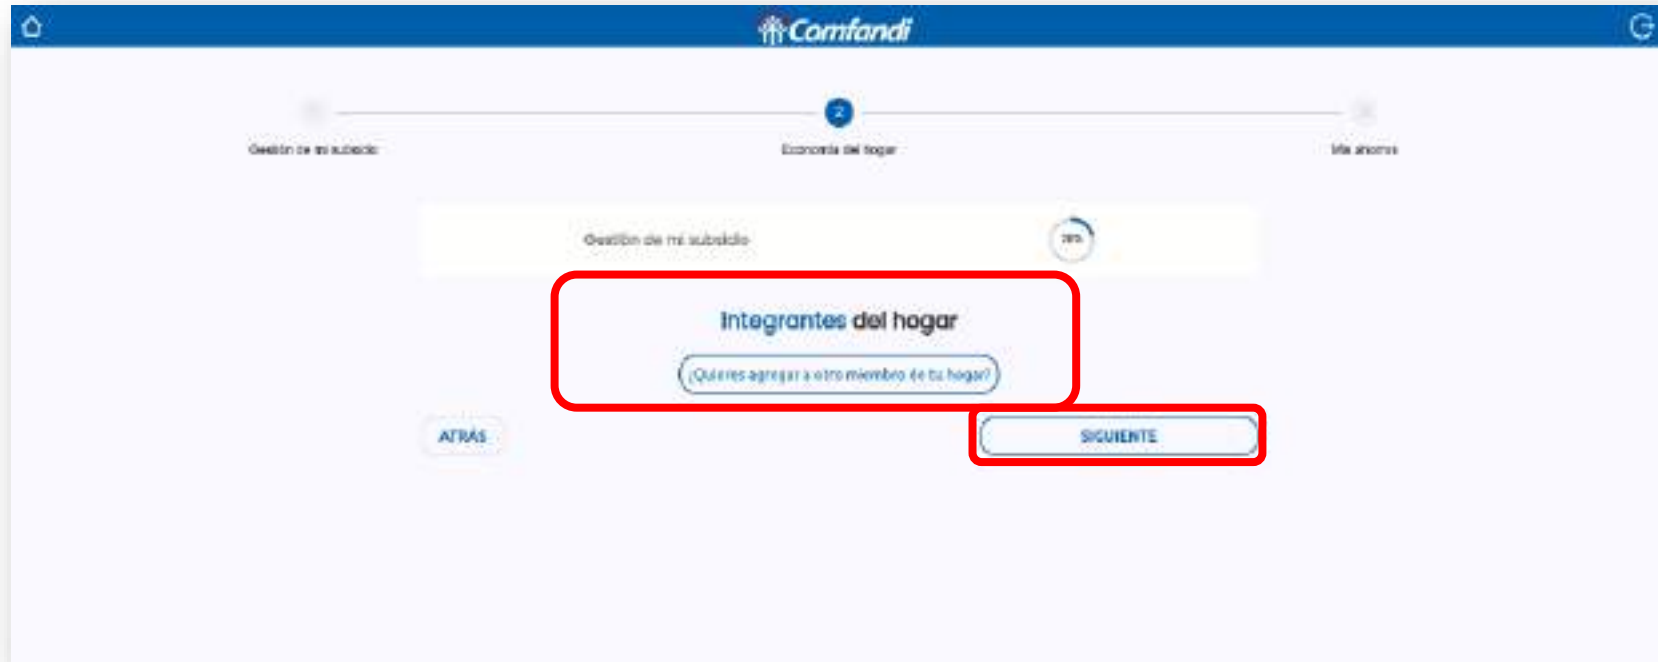 Comfandi
2
Gestión de mi subsidio
Economía del hogar
Mis ahorros
Gestión de mi subsidio
Integrantes del hogar
¿Quieres agregar a otro miembro de tu hogar?
ATRÁS
SIGUIENTE